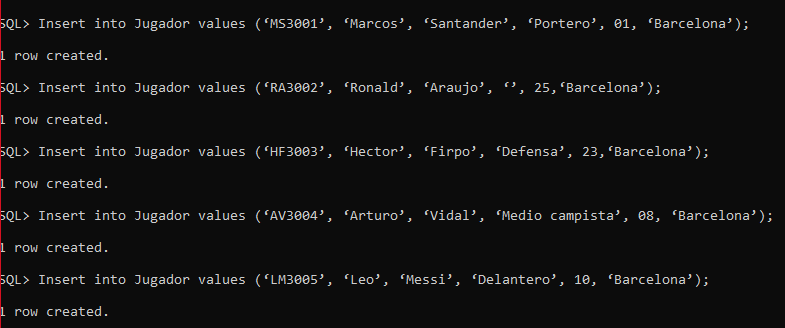 SQL> Insert into Jugador values (‘MS3001’, ‘Marcos’, ‘Santander’, ‘Portero’, 01, ‘Barcelona’);
1 row created.
SQL> Insert into Jugador values (‘RA3002’, ‘Ronald’, ‘Araujo’, ‘’, 25,‘Barcelona’);
1 row created.
SQL> Insert into Jugador values (‘HF3003’, ‘Hector’, ‘Firpo’, ‘Defensa’, 23,‘Barcelona’);
1 row created.
SQL> Insert into Jugador values (‘AV3004’, ‘Arturo’, ‘Vidal’, ‘Medio campista’, 08, ‘Barcelona’);
1 row created.
SQL> Insert into Jugador values (‘LM3005’, ‘Leo’, ‘Messi’, ‘Delantero’, 10, ‘Barcelona’);
1 row created.